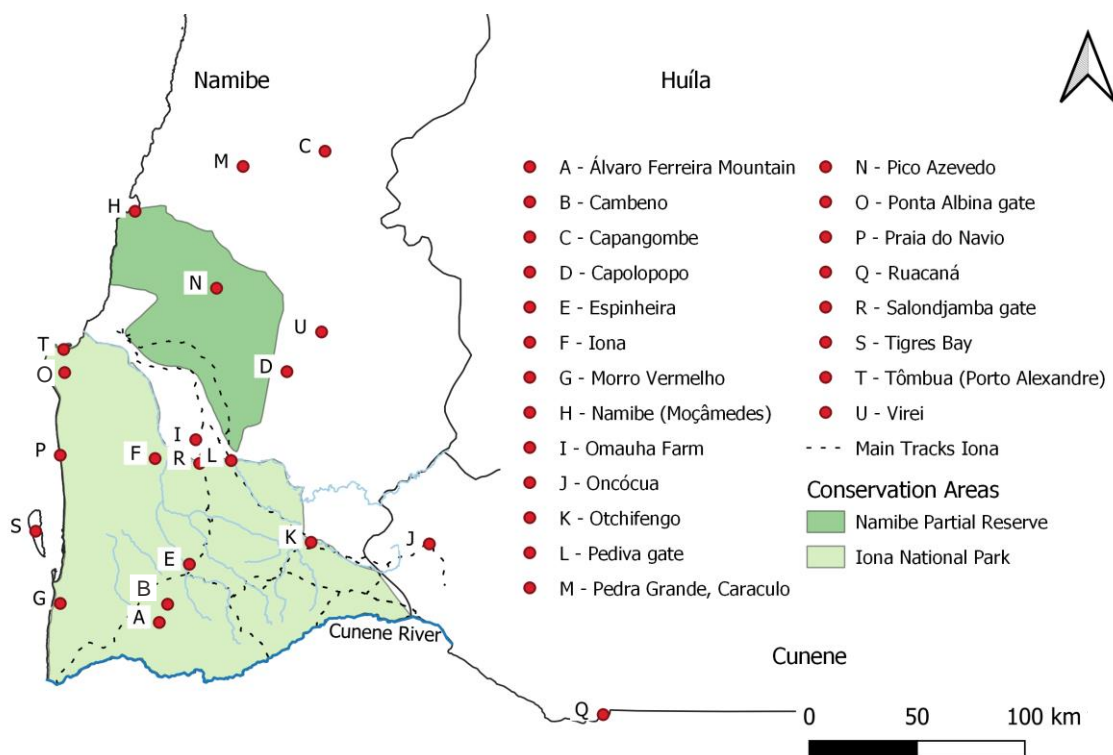 Namibe
Huíla
C
M
H
N
U
T
D
O
I
P
F
R
L
S
K
J
E
B
G
A
Cunene River
Cunene
Q
A - Álvaro Ferreira Mountain
B - Cambeno
C - Capangombe
D - Capolopopo
E - Espinheira
F - Iona
G - Morro Vermelho
H - Namibe (Moçâmedes)
I - Omauha Farm
J - Oncócua
K - Otchifengo
L - Pediva gate
M - Pedra Grande, Caraculo
N - Pico Azevedo
O - Ponta Albina gate
P - Praia do Navio
Q - Ruacaná
R - Salondjamba gate
S - Tigres Bay
T - Tômbua (Porto Alexandre)
U - Virei
Main Tracks Iona
Conservation Areas
Namibe Partial Reserve
Iona National Park
0 50 100 km